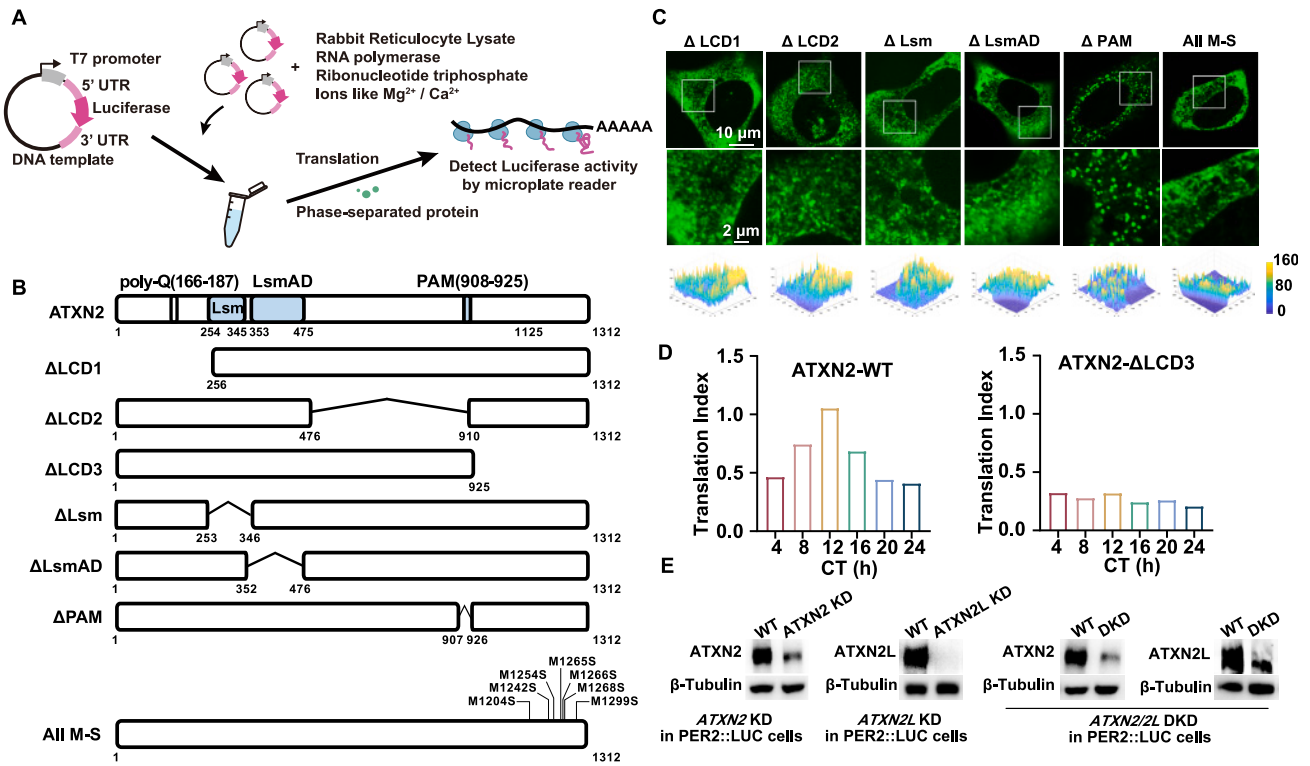 A
T7 promoter
5' UTR
Luciferase
3' UTR
DNA template
+
Rabbit Reticulocyte Lysate
RNA polymerase
Ribonucleotide triphosphate
Ions like Mg²⁺ / Ca²⁺
Translation
Phase-separated protein
AAAAA
Detect Luciferase activity
by microplate reader
B
poly-Q(166-187) LsmAD PAM(908-925)
ATXN2 Lsm
1 254 345 353 475 1125 1312
ΔLCD1
256 1312
ΔLCD2
1 476 910 1312
ΔLCD3
1 925
ΔLsm
1 253 346 1312
ΔLsmAD
1 352 476 1312
ΔPAM
1 907 926 1312
M1265S
M1254S M1266S
M1242S M1268S
M1204S M1299S
All M-S
1 1312
C
Δ LCD1 Δ LCD2 Δ Lsm Δ LsmAD Δ PAM All M-S
10 μm
2 μm
160
80
0
D
ATXN2-WT
Translation Index
1.5
1.0
0.5
0.0
4 8 12 16 20 24
CT (h)
ATXN2-ΔLCD3
Translation Index
1.5
1.0
0.5
0.0
4 8 12 16 20 24
CT (h)
E
WT ATXN2 KD
ATXN2
β-Tubulin
ATXN2 KD
in PER2::LUC cells
WT ATXN2L KD
ATXN2L
β-Tubulin
ATXN2L KD
in PER2::LUC cells
WT DKD
ATXN2
β-Tubulin
WT DKD
ATXN2L
β-Tubulin
ATXN2/2L DKD
in PER2::LUC cells